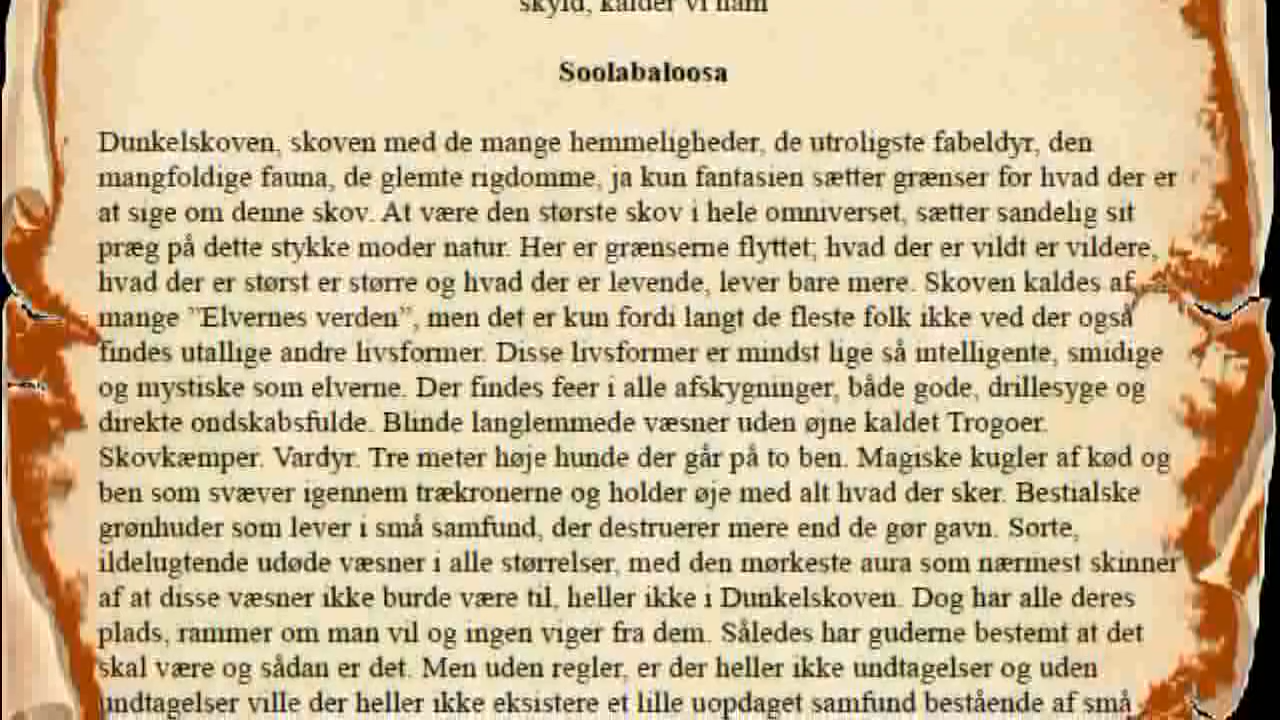 skyld, kalder vi ham
Soolabaloosa
Dunkelskoven, skoven med de mange hemmeligheder, de utroligste fabeldyr, den
mangfoldige fauna, de glemte rigdomme, ja kun fantasien sætter grænser for hvad der er
at sige om denne skov. At være den største skov i hele omniverset, sætter sandelig sit
præg på dette stykke moder natur. Her er grænserne flyttet; hvad der er vildt er vildere,
hvad der er størst er større og hvad der er levende, lever bare mere. Skoven kaldes af
mange ”Elvernes verden”, men det er kun fordi langt de fleste folk ikke ved der også
findes utallige andre livsformer. Disse livsformer er mindst lige så intelligente, smidige
og mystiske som elverne. Der findes feer i alle afskygninger, både gode, drillesyge og
direkte ondskabsfulde. Blinde langlemmede væsner uden øjne kaldet Trogoer.
Skovkæmper. Vardyr. Tre meter høje hunde der går på to ben. Magiske kugler af kød og
ben som svæver igennem trækronerne og holder øje med alt hvad der sker. Bestialske
grønhuder som lever i små samfund, der destruerer mere end de gør gavn. Sorte,
ildelugtende udøde væsner i alle størrelser, med den mørkeste aura som nærmest skinner
af at disse væsner ikke burde være til, heller ikke i Dunkelskoven. Dog har alle deres
plads, rammer om man vil og ingen viger fra dem. Således har guderne bestemt at det
skal være og sådan er det. Men uden regler, er der heller ikke undtagelser og uden
undtagelser ville der heller ikke eksistere et lille uopdaget samfund bestående af små